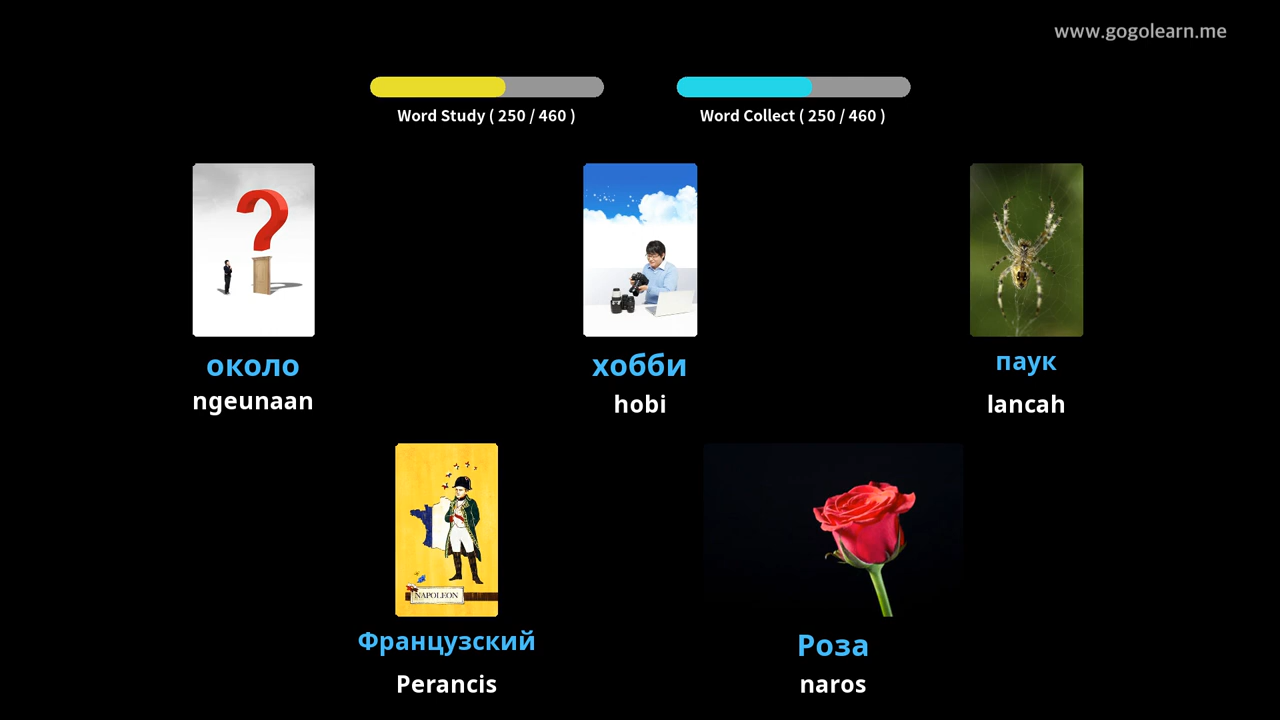 www.gogolearn.me
Word Study ( 250 / 460 )
Word Collect ( 250 / 460 )
около
ngeunaan
хобби
hobi
паук
lancah
NAPOLEON
Французский
Perancis
Роза
naros